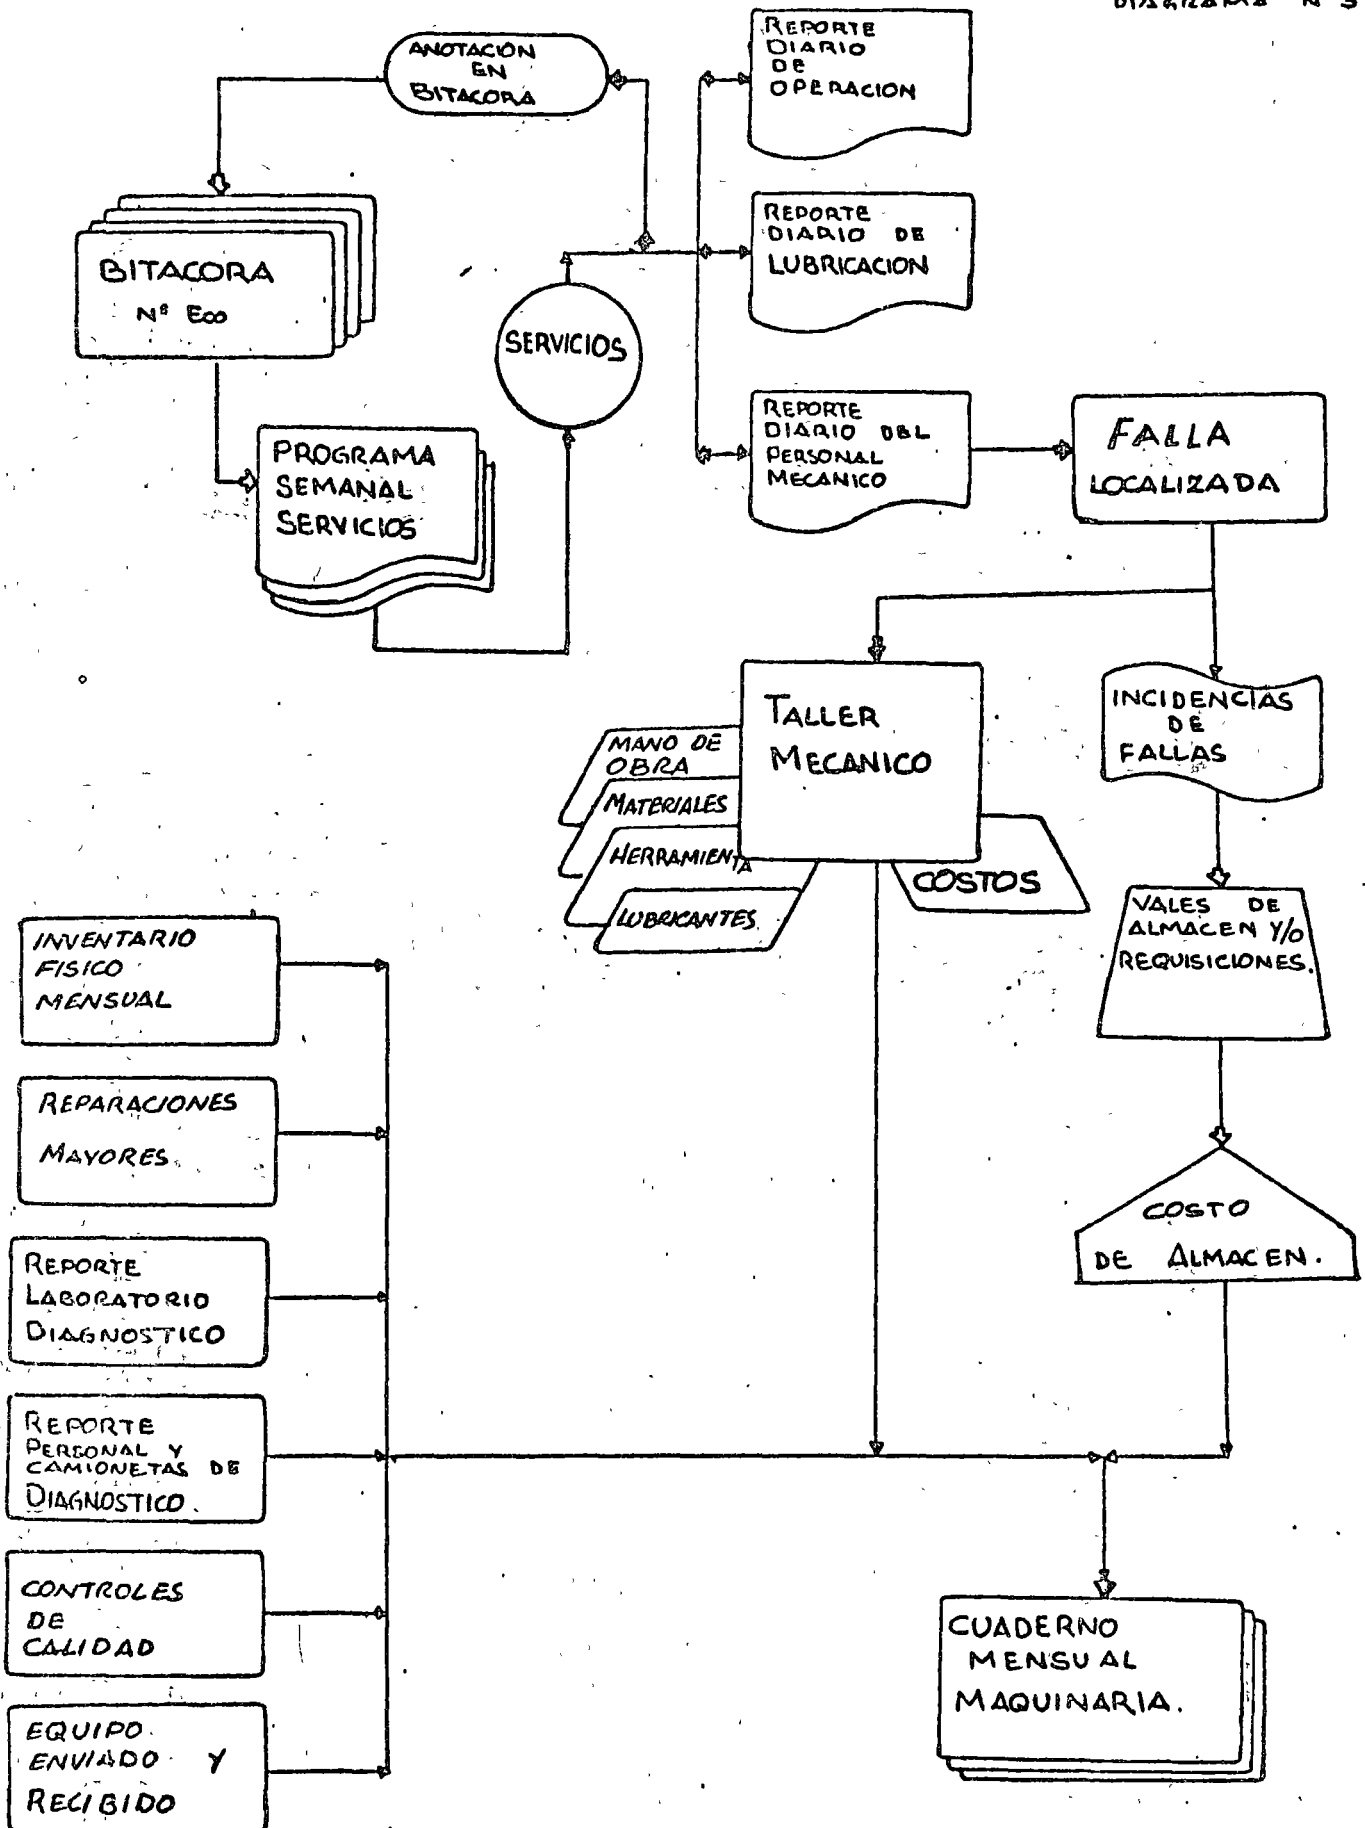 DIAGRAMA Nº 3
ANOTACION
EN
BITACORA
REPORTE
DIARIO
DE
OPERACION
REPORTE
DIARIO DE
LUBRICACION
BITACORA
Nº Eco
SERVICIOS
PROGRAMA
SEMANAL
SERVICIOS
REPORTE
DIARIO DEL
PERSONAL
MECANICO
FALLA
LOCALIZADA
TALLER
MECANICO
MANO DE
OBRA
MATERIALES
HERRAMIENTA
LUBRICANTES
COSTOS
INCIDENCIAS
DE
FALLAS
VALES DE
ALMACEN Y/O
REQUISICIONES.
COSTO
DE ALMACEN.
INVENTARIO
FISICO
MENSUAL
REPARACIONES
MAYORES
REPORTE
LABORATORIO
DIAGNOSTICO
REPORTE
PERSONAL Y
CAMIONETAS DE
DIAGNOSTICO.
CONTROLES
DE
CALIDAD
EQUIPO
ENVIADO Y
RECIBIDO
CUADERNO
MENSUAL
MAQUINARIA.